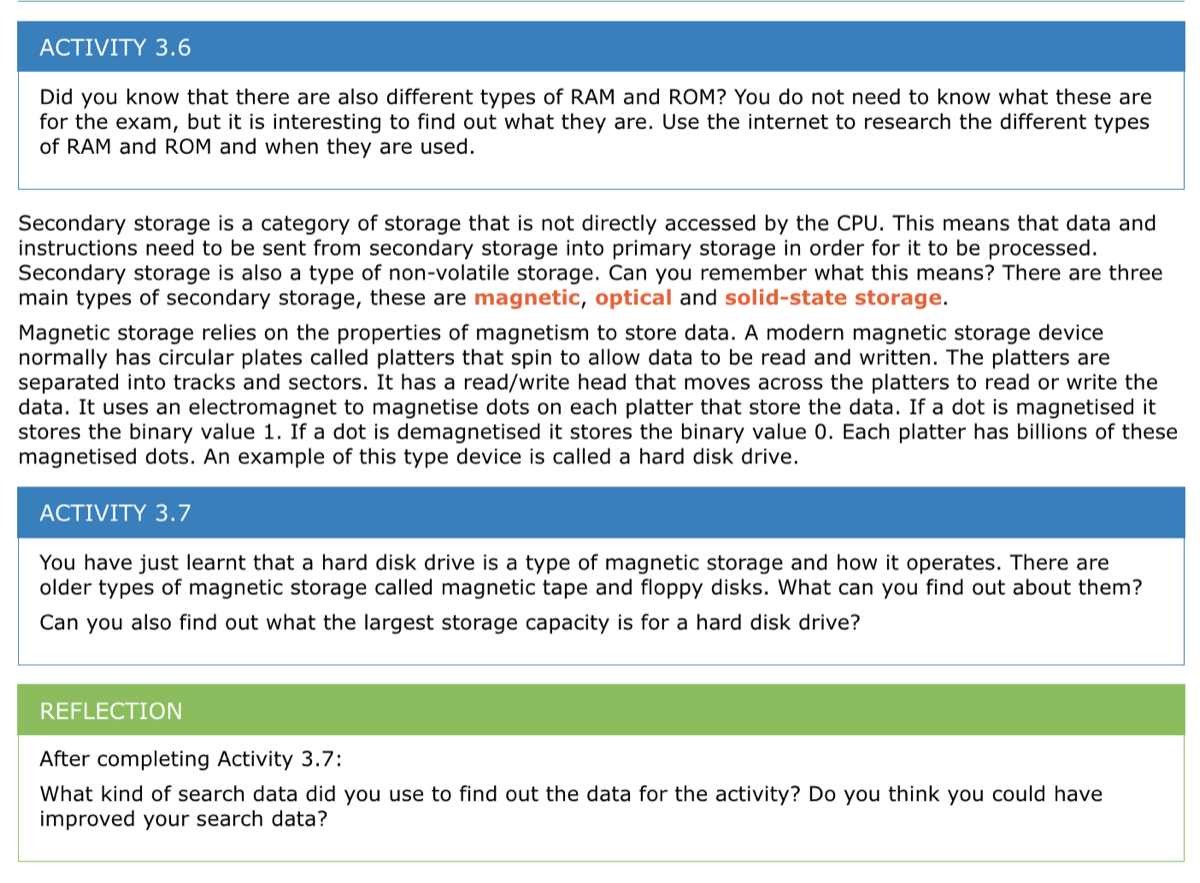 ACTIVITY 3.6
Did you know that there are also different types of RAM and ROM? You do not need to know what these are
for the exam, but it is interesting to find out what they are. Use the internet to research the different types
of RAM and ROM and when they are used.
Secondary storage is a category of storage that is not directly accessed by the CPU. This means that data and
instructions need to be sent from secondary storage into primary storage in order for it to be processed.
Secondary storage is also a type of non-volatile storage. Can you remember what this means? There are three
main types of secondary storage, these are magnetic, optical and solid-state storage.
Magnetic storage relies on the properties of magnetism to store data. A modern magnetic storage device
normally has circular plates called platters that spin to allow data to be read and written. The platters are
separated into tracks and sectors. It has a read/write head that moves across the platters to read or write the
data. It uses an electromagnet to magnetise dots on each platter that store the data. If a dot is magnetised it
stores the binary value 1. If a dot is demagnetised it stores the binary value 0. Each platter has billions of these
magnetised dots. An example of this type device is called a hard disk drive.
ACTIVITY 3.7
You have just learnt that a hard disk drive is a type of magnetic storage and how it operates. There are
older types of magnetic storage called magnetic tape and floppy disks. What can you find out about them?
Can you also find out what the largest storage capacity is for a hard disk drive?
REFLECTION
After completing Activity 3.7:
What kind of search data did you use to find out the data for the activity? Do you think you could have
improved your search data?